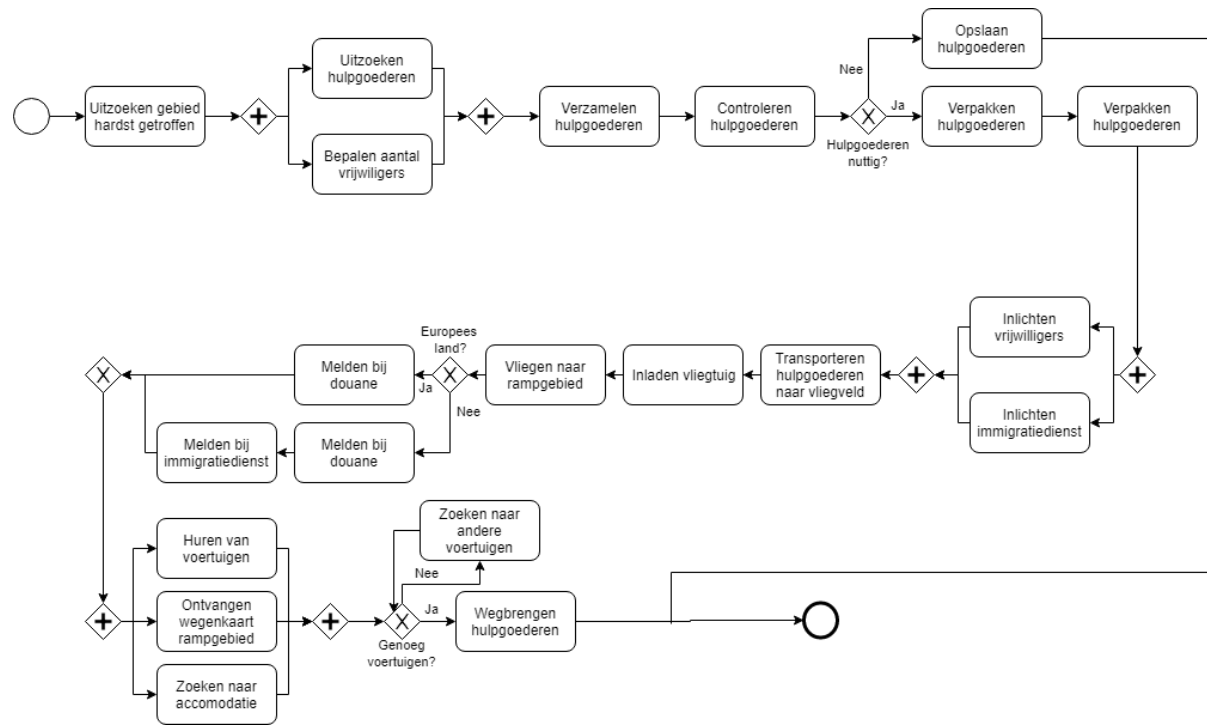 Uitzoeken gebied
hardst getroffen
Uitzoeken
hulpgoederen
Bepalen aantal
vrijwiligers
Verzamelen
hulpgoederen
Controleren
hulpgoederen
Hulpgoederen
nuttig?
Nee
Opslaan
hulpgoederen
Ja
Verpakken
hulpgoederen
Verpakken
hulpgoederen
Inlichten
vrijwilligers
Inlichten
immigratiedienst
Transporteren
hulpgoederen
naar vliegveld
Inladen vliegtuig
Vliegen naar
rampgebied
Europees
land?
Ja
Melden bij
douane
Nee
Melden bij
douane
Melden bij
immigratiedienst
Huren van
voertuigen
Ontvangen
wegenkaart
rampgebied
Zoeken naar
accomodatie
Genoeg
voertuigen?
Nee
Zoeken naar
andere
voertuigen
Ja
Wegbrengen
hulpgoederen